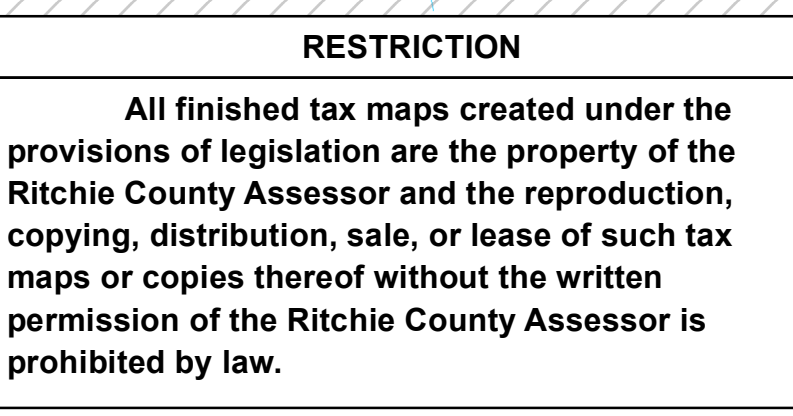 RESTRICTION
All finished tax maps created under the
provisions of legislation are the property of the
Ritchie County Assessor and the reproduction,
copying, distribution, sale, or lease of such tax
maps or copies thereof without the written
permission of the Ritchie County Assessor is
prohibited by law.